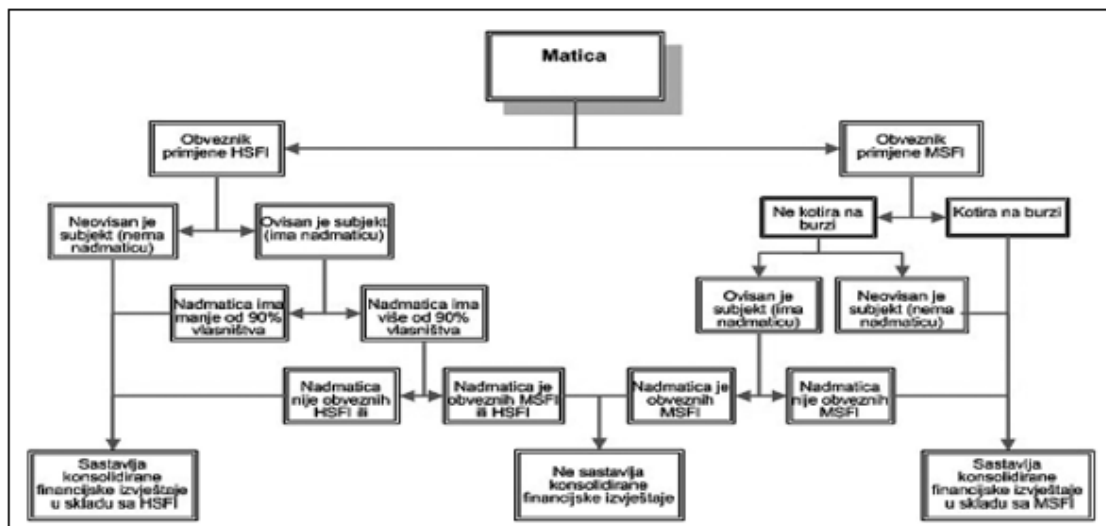 Matica
Obveznik
primjene HSFI
Obveznik
primjene MSFI
Neovisan je
subjekt (nema
nadmaticu)
Ovisan je subjekt
(ima nadmaticu)
Ne kotira na
burzi
Kotira na burzi
Nadmatica ima
manje od 90%
vlasništva
Nadmatica ima
više od 90%
vlasništva
Ovisan je
subjekt (ima
nadmaticu)
Neovisan je
subjekt (nema
nadmaticu)
Nadmatica
nije obveznih
HSFI ili
Nadmatica je
obveznih MSFI
ili HSFI
Nadmatica je
obveznih
MSFI
Nadmatica
nije obveznih
MSFI
Sastavlja
konsolidirane
financijske izvještaje
u skladu sa HSFI
Ne sastavlja
konsolidirane
financijske izvještaje
Sastavlja
konsolidirane
financijske izvještaje
u skladu sa MSFI